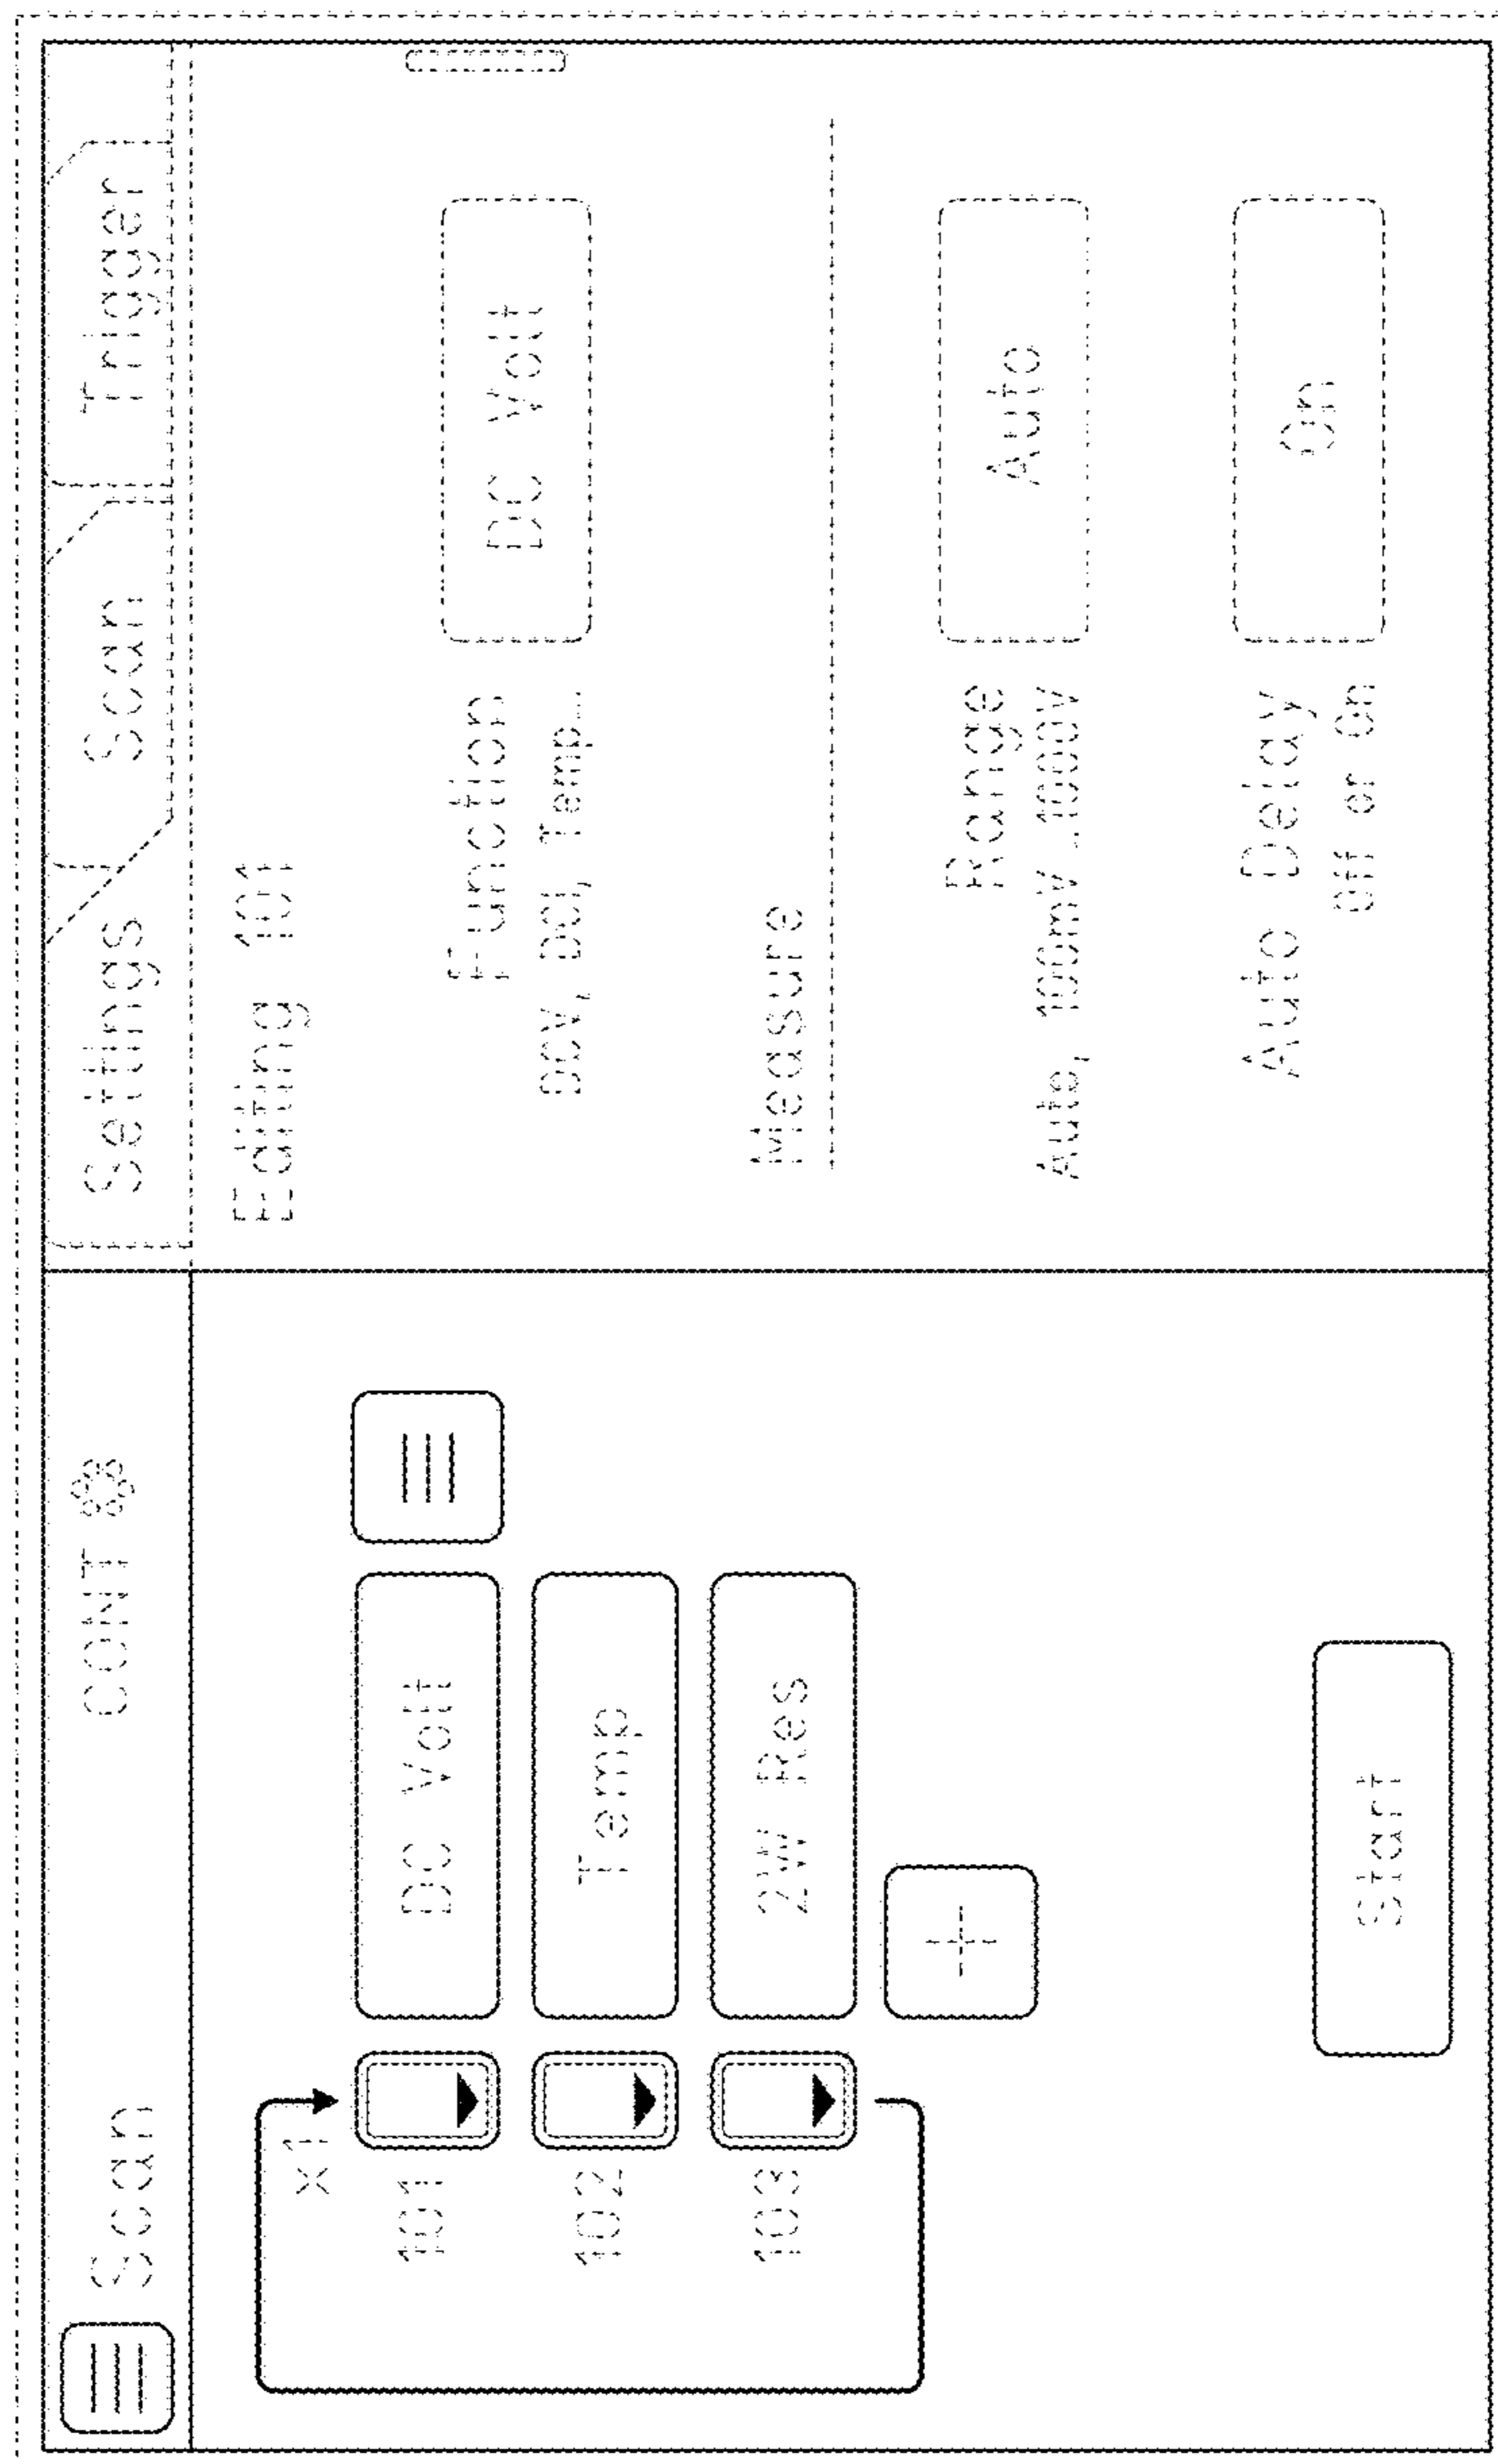 Scan
CONT
x1
101 DC Volt
102 Temp
103 2W Res
+
Start
Settings Scan Trigger
Editing 101
Function
DCV, DCI, Temp...
DC Volt
Measure
Range
Auto, 100mV ...1000V
Auto
Auto Delay
Off or On
On